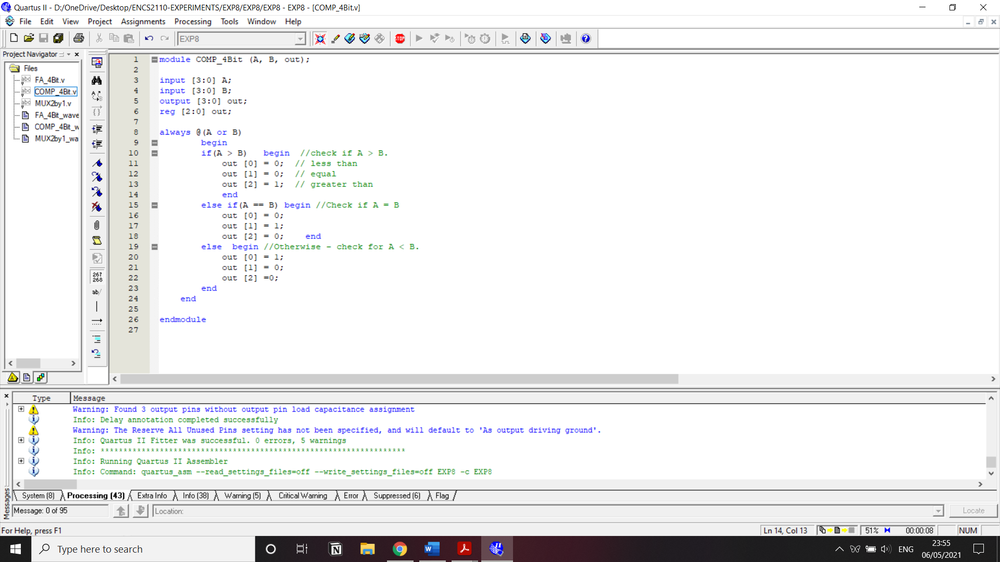 Quartus II - D:/OneDrive/Desktop/ENCS2110-EXPERIMENTS/EXP8/EXP8/EXP8 - EXP8 - [COMP_4Bit.v]
File Edit View Project Assignments Processing Tools Window Help
EXP8
Project Navigator
Files
FA_4Bit.v
COMP_4Bit.v
MUX2by1.v
FA_4Bit_wave
COMP_4Bit_w
MUX2by1_wa
267
268
ab/
1 module COMP_4Bit (A, B, out);
2
3 input [3:0] A;
4 input [3:0] B;
5 output [3:0] out;
6 reg [2:0] out;
7
8 always @(A or B)
9 begin
10 if(A > B) begin //check if A > B.
11 out [0] = 0; // less than
12 out [1] = 0; // equal
13 out [2] = 1; // greater than
14 end
15 else if(A == B) begin //Check if A = B
16 out [0] = 0;
17 out [1] = 1;
18 out [2] = 0; end
19 else begin //Otherwise - check for A < B.
20 out [0] = 1;
21 out [1] = 0;
22 out [2] =0;
23 end
24 end
25
26 endmodule
27
Type Message
Warning: Found 3 output pins without output pin load capacitance assignment
Info: Delay annotation completed successfully
Warning: The Reserve All Unused Pins setting has not been specified, and will default to 'As output driving ground'.
Info: Quartus II Fitter was successful. 0 errors, 5 warnings
Info: *******************************************************************
Info: Running Quartus II Assembler
Info: Command: quartus_asm --read_settings_files=off --write_settings_files=off EXP8 -c EXP8
System (8) Processing (43) Extra Info Info (38) Warning (5) Critical Warning Error Suppressed (6) Flag
Messages
Message: 0 of 95 Location: Locate
For Help, press F1 Ln 14, Col 13 51% 00:00:08 NUM
Type here to search
ENG
23:55
06/05/2021